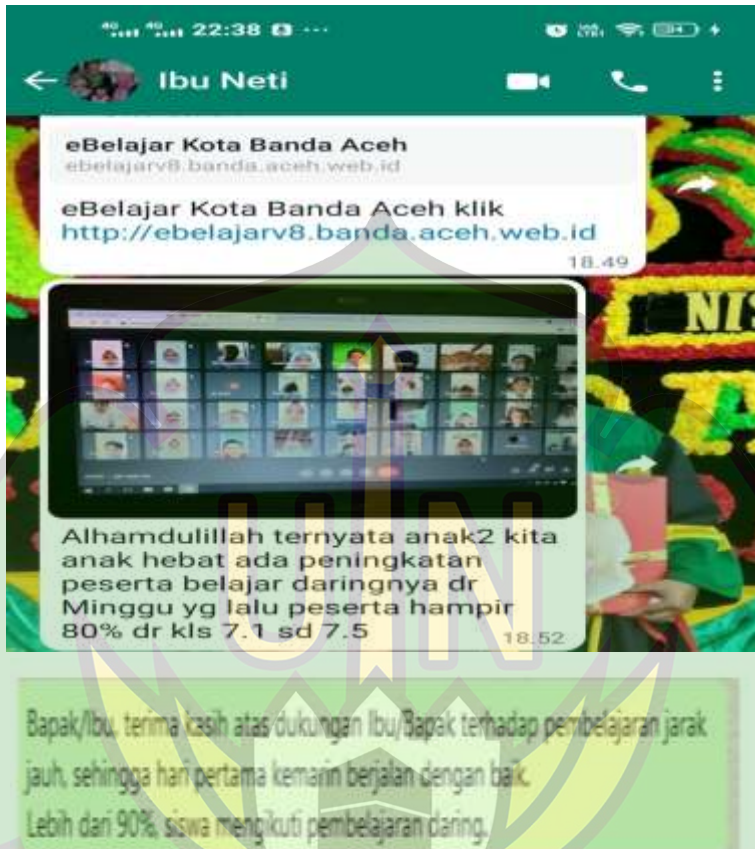 22:38
Ibu Neti
eBelajar Kota Banda Aceh
ebelajarv8.banda.aceh.web.id
eBelajar Kota Banda Aceh klik
http://ebelajarv8.banda.aceh.web.id
18.49
NI
Alhamdulillah ternyata anak2 kita
anak hebat ada peningkatan
peserta belajar daringnya dr
Minggu yg lalu peserta hampir
80% dr kls 7.1 sd 7.5
18.52
UIN
Bapak/Ibu, terima kasih atas dukungan Ibu/Bapak terhadap pembelajaran jarak
jauh, sehingga hari pertama kemarin berjalan dengan baik.
Lebih dari 90%, siswa mengikuti pembelajaran daring.